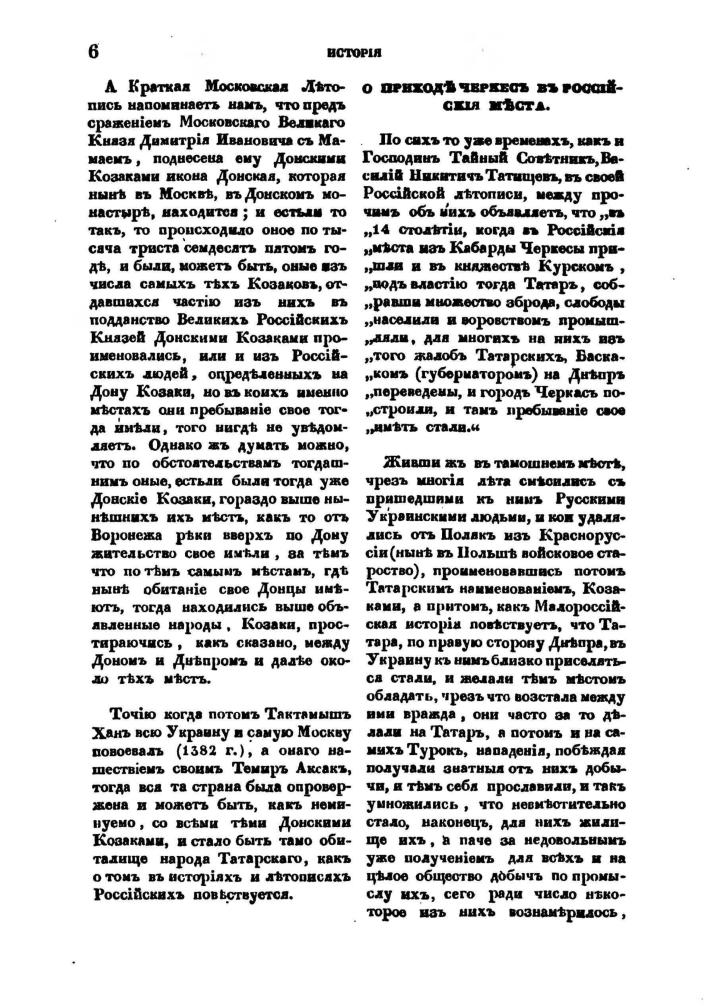 6
ИСТОРІЯ
А Краткая Московская Лѣто-
пись напоминаетъ намъ, что предъ
сраженіемъ Московскаго Великаго
Князя Димитрія Ивановича съ Ма-
маемъ, поднесена ему Донскими
Козаками икона Донская, которая
нынѣ въ Москвѣ, въ Донскомъ мо-
настырѣ, находится; и естьли то
такъ, то происходило оное по ты-
сяча триста семдесят пятомъ го-
дѣ, и были, можетъ быть, оные изъ
числа самыхъ тѣхъ Козаковъ, от-
давшихся частію изъ нихъ въ
подданство Великихъ Россійскихъ
Князей Донскими Козаками про-
именовались, или и изъ Россій-
скихъ людей, опредѣленныхъ на
Дону Козаки, но въ коихъ именно
мѣстахъ они пребываніе свое тог-
да имѣли, того нигдѣ не увѣдом-
ляетъ. Однако жъ думать можно,
что по обстоятельствамъ тогдаш-
нимъ оные, естьли были тогда уже
Донскіе Козаки, гораздо выше ны-
нѣшнихъ ихъ мѣстъ, какъ то отъ
Воронежа рѣки вверхъ по Дону
жительство свое имѣли, за тѣмъ
что по тѣмъ самымъ мѣстамъ, гдѣ
нынѣ обитаніе свое Донцы имѣ-
ютъ, тогда находились выше объ-
явленные народы, Козаки, прос-
тираючись, какъ сказано, между
Дономъ и Днѣпромъ и далѣе око-
ло тѣхъ мѣстъ.
Точію когда потомъ Тактамышъ
Ханъ всю Украину и самую Москву
повоевалъ (1382 г.), а онаго на-
шествіемъ своимъ Темиръ Аксакъ,
тогда вся та страна была опровер-
жена и можетъ быть, какъ неми-
нуемо, со всѣми тѣми Донскими
Козаками, и стало быть тамо оби-
талище народа Татарскаго, какъ
о томъ въ исторіяхъ и лѣтописяхъ
Россійскихъ повѣствуется.
О ПРИХОДѢ ЧЕРКЕСЪ ВЪ РОССІЙ-
СКІЯ МѢСТА.
По сихъ то уже временахъ, какъ и
Господинъ Тайный Совѣтникъ, Ва-
силій НикитичЪ Татищевъ, въ своей
Россійской лѣтописи, между про-
чимъ объ нихъ объявляетъ, что „въ
„14 столѣтіи, когда въ Россійскія
„мѣста изъ Кабарды Черкесы при-
„шли и въ княжествѣ Курскомъ,
„подъ властію тогда Татаръ, соб-
„равши множество зброда, слободы
„населили и воровствомъ промыш-
„ляли, для многихъ на нихъ изъ
„того жалобъ Татарскихъ, Баска-
„комъ (губернаторомъ) на Днѣпръ
„переведены, и городъ Черкасъ по-
„строили, и тамъ пребываніе свое
„имѣть стали.“
Живши жъ въ тамошнемъ мѣстѣ,
чрезъ многія лѣта смѣсились съ
пришедшими къ нимъ Русскими
Украинскими людьми, и кои удаля-
лись отъ Полякъ изъ Красноруc-
сіи (нынѣ въ Польшѣ войсковое ста-
роство), проименовавшись потомъ
Татарскимъ наименованіемъ, Коза-
ками, а притомъ, какъ Малороссій-
ская исторія повѣствуетъ, что Та-
тара, по правую сторону Днѣпра, въ
Украину къ нимъ близко приселять-
ся стали, и желали тѣмъ мѣстомъ
обладать, чрезъ что возстала между
ими вражда, они часто за то дѣ-
лали на Татаръ, а потомъ и на са-
михъ Турокъ, нападенія, побѣждая
получали знатныя отъ нихъ добы-
чи, и тѣмъ себя прославили, и такъ
умножились, что невмѣстительно
стало, наконецъ, для нихъ жили-
ще ихъ, а паче за недовольнымъ
уже полученіемъ для всѣхъ и на
цѣлое общество добычъ по промы-
слу ихъ, сего ради число нѣко-
торое изъ нихъ вознамѣрилось,